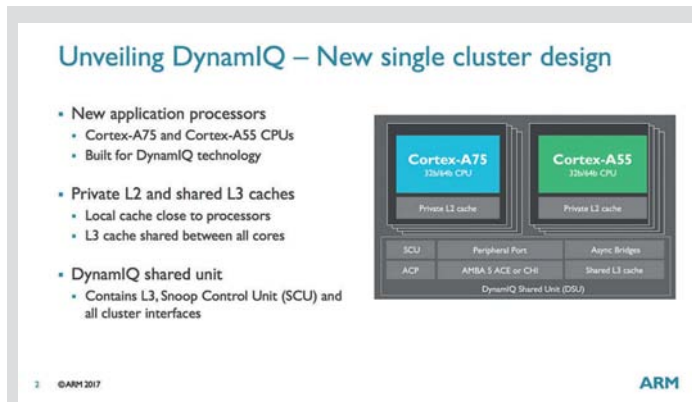 Unveiling DynamIQ – New single cluster design
▪ New application processors
▪ Cortex-A75 and Cortex-A55 CPUs
▪ Built for DynamIQ technology
▪ Private L2 and shared L3 caches
▪ Local cache close to processors
▪ L3 cache shared between all cores
▪ DynamIQ shared unit
▪ Contains L3, Snoop Control Unit (SCU) and
all cluster interfaces
Cortex-A75
32b/64b CPU
Private L2 cache
Cortex-A55
32b/64b CPU
Private L2 cache
SCU
Peripheral Port
Async Bridges
ACP
AMBA 5 ACE or CHI
Shared L3 cache
DynamIQ Shared Unit (DSU)
2 ©ARM 2017
ARM